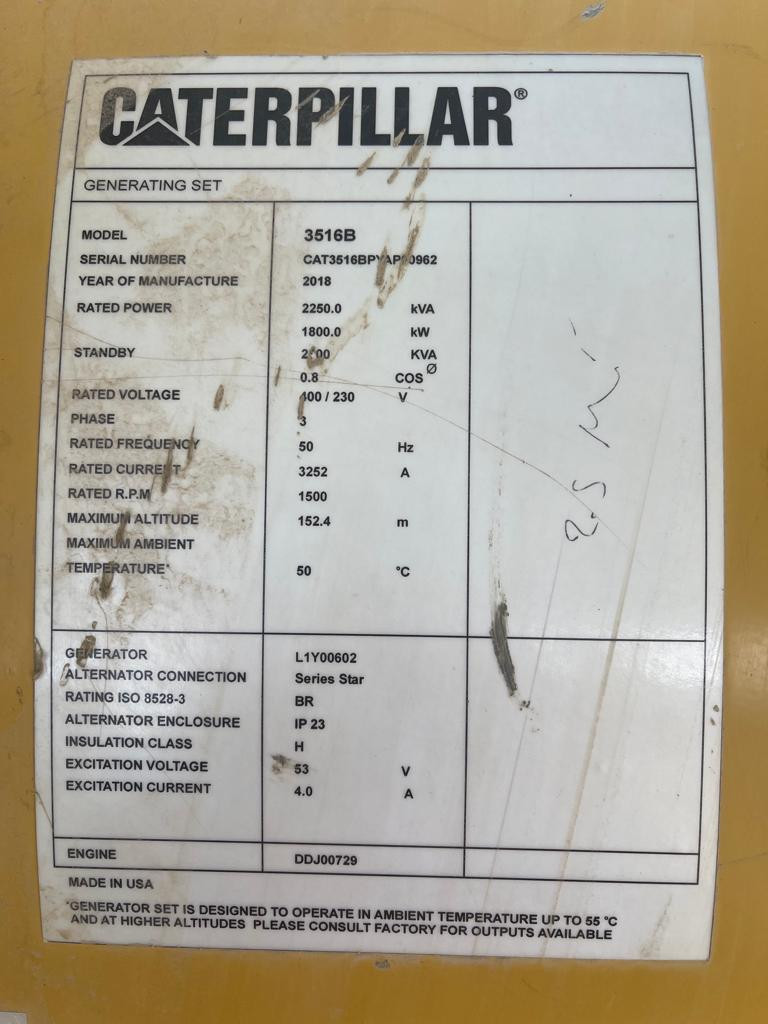 CATERPILLAR®
GENERATING SET
MODEL 3516B
SERIAL NUMBER
YEAR OF MANUFACTURE 2018
RATED POWER 2250.0 kVA
1800.0 kW
STANDBY KVA
0.8 COS Ø
RATED VOLTAGE 400 / 230 V
PHASE 3
RATED FREQUENCY 50 Hz
RATED CURRENT 3252 A
RATED R.P.M 1500
MAXIMUM ALTITUDE 152.4 m
MAXIMUM AMBIENT
TEMPERATURE* 50 °C
2.5
GENERATOR L1Y00602
ALTERNATOR CONNECTION Series Star
RATING ISO 8528-3 BR
ALTERNATOR ENCLOSURE IP 23
INSULATION CLASS H
EXCITATION VOLTAGE 53 V
EXCITATION CURRENT 4.0 A
ENGINE DDJ00729
MADE IN USA
*GENERATOR SET IS DESIGNED TO OPERATE IN AMBIENT TEMPERATURE UP TO 55 °C
AND AT HIGHER ALTITUDES PLEASE CONSULT FACTORY FOR OUTPUTS AVAILABLE